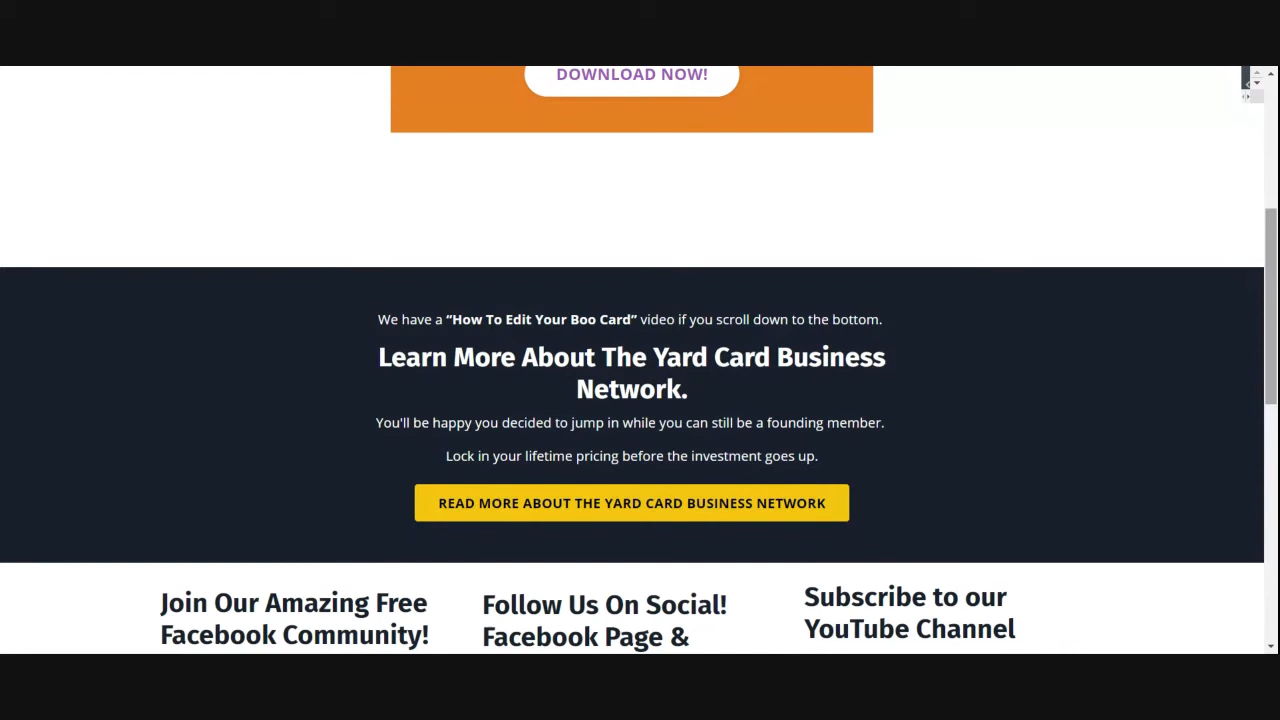 DOWNLOAD NOW!
We have a “How To Edit Your Boo Card” video if you scroll down to the bottom.
Learn More About The Yard Card Business
Network.
You'll be happy you decided to jump in while you can still be a founding member.
Lock in your lifetime pricing before the investment goes up.
READ MORE ABOUT THE YARD CARD BUSINESS NETWORK
Join Our Amazing Free
Facebook Community!
Follow Us On Social!
Facebook Page &
Subscribe to our
YouTube Channel